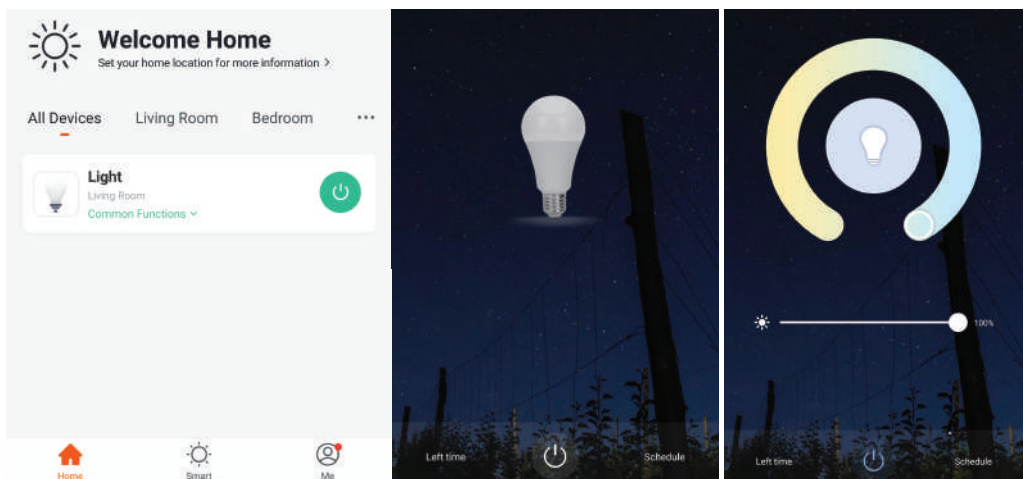 Welcome Home
Set your home location for more information >
All Devices Living Room Bedroom ...
Light
Living Room
Common Functions
Home Smart Me
Left time Schedule
100%
Left time Schedule